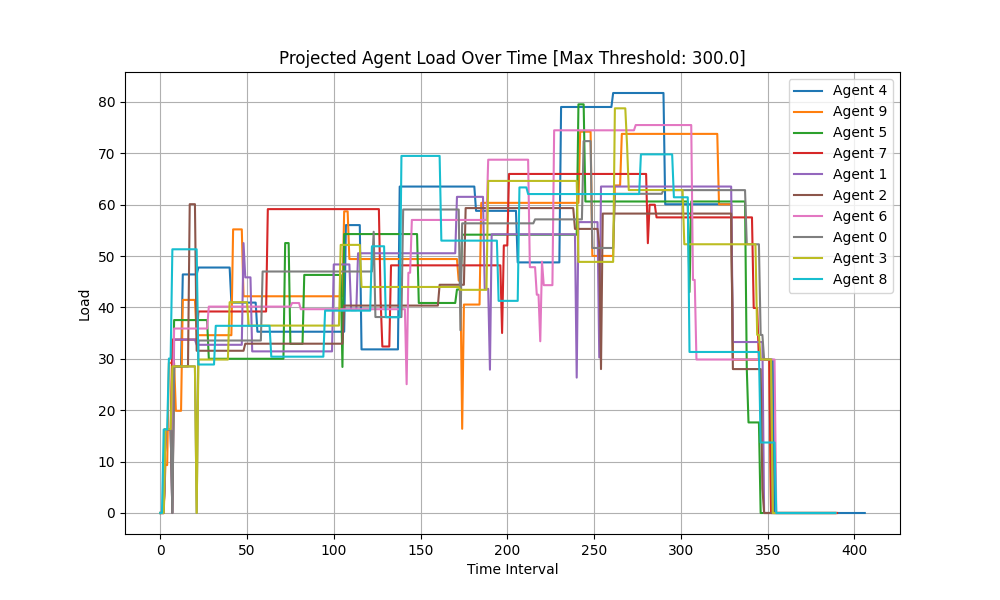 Projected Agent Load Over Time [Max Threshold: 300.0]
Load
80
70
60
50
40
30
20
10
0
0 50 100 150 200 250 300 350 400
Time Interval
Agent 4
Agent 9
Agent 5
Agent 7
Agent 1
Agent 2
Agent 6
Agent 0
Agent 3
Agent 8